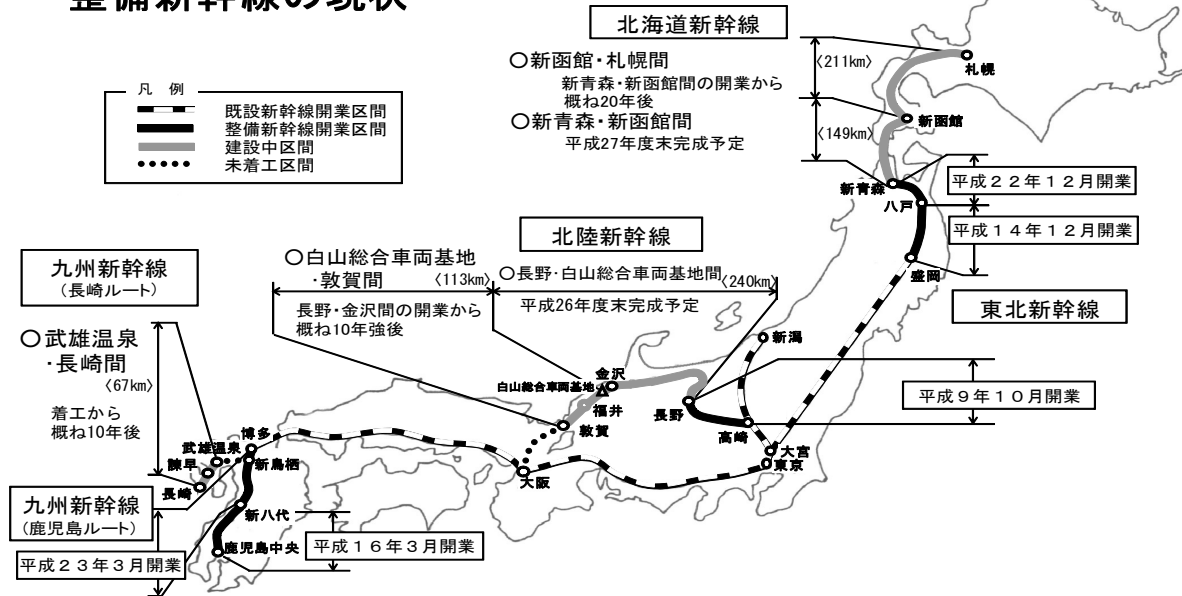 整備新幹線の現状
凡 例
既設新幹線開業区間
整備新幹線開業区間
建設中区間
未着工区間
北海道新幹線
○新函館・札幌間
新青森・新函館間の開業から
概ね20年後
○新青森・新函館間
平成27年度末完成予定
〈211km〉
〈149km〉
札幌
新函館
新青森
八戸
盛岡
平成22年12月開業
平成14年12月開業
東北新幹線
北陸新幹線
○白山総合車両基地
・敦賀間
〈113km〉
長野・金沢間の開業から
概ね10年強後
○長野・白山総合車両基地間
〈240km〉
平成26年度末完成予定
新潟
金沢
白山総合車両基地
福井
敦賀
長野
高崎
大宮
東京
大阪
平成9年10月開業
九州新幹線
(長崎ルート)
○武雄温泉
・長崎間
〈67km〉
着工から
概ね10年後
博多
武雄温泉
新鳥栖
諫早
長崎
新八代
鹿児島中央
九州新幹線
(鹿児島ルート)
平成23年3月開業
平成16年3月開業